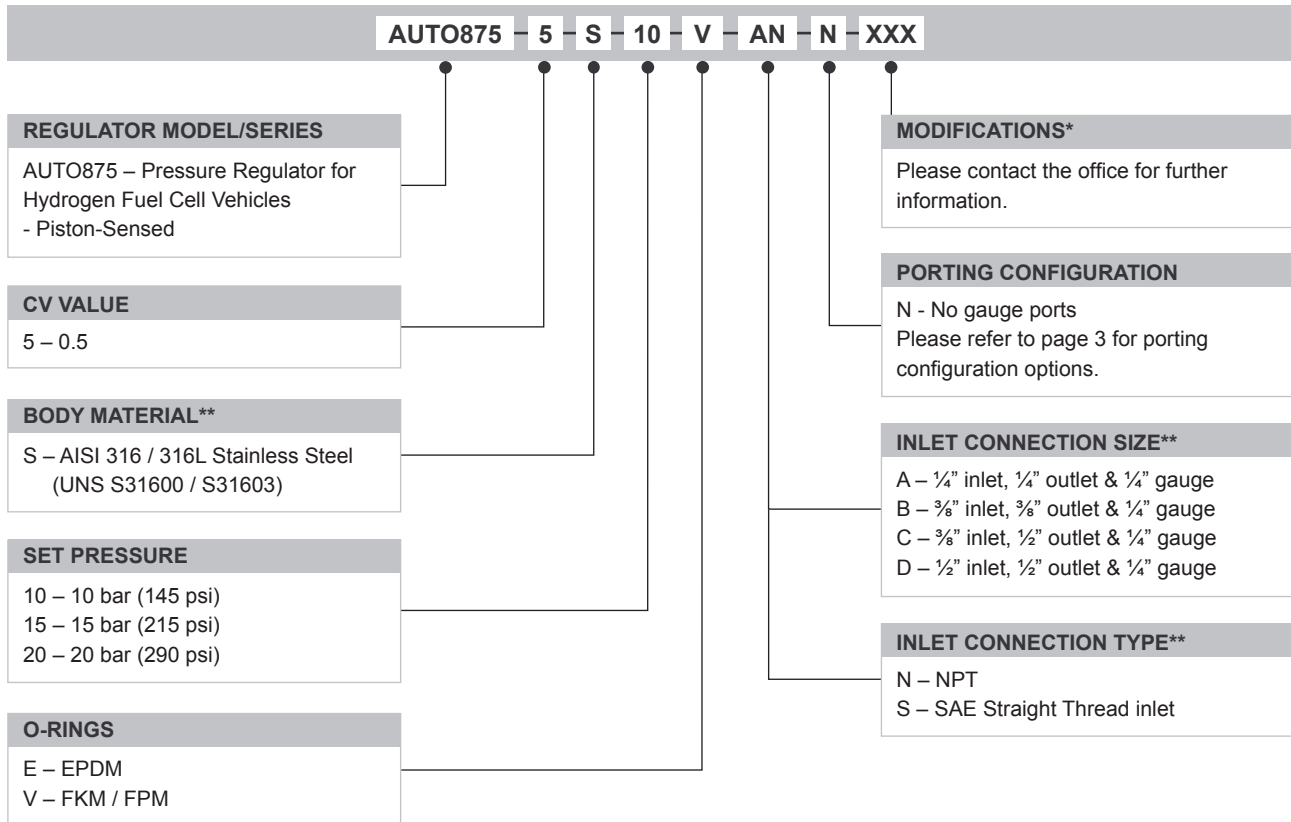 AUTO875 5 S 10 V AN N XXX
REGULATOR MODEL/SERIES
AUTO875 – Pressure Regulator for
Hydrogen Fuel Cell Vehicles
- Piston-Sensed
CV VALUE
5 – 0.5
BODY MATERIAL**
S – AISI 316 / 316L Stainless Steel
(UNS S31600 / S31603)
SET PRESSURE
10 – 10 bar (145 psi)
15 – 15 bar (215 psi)
20 – 20 bar (290 psi)
O-RINGS
E – EPDM
V – FKM / FPM
MODIFICATIONS*
Please contact the office for further
information.
PORTING CONFIGURATION
N - No gauge ports
Please refer to page 3 for porting
configuration options.
INLET CONNECTION SIZE**
A – ¼” inlet, ¼” outlet & ¼” gauge
B – ⅜” inlet, ⅜” outlet & ¼” gauge
C – ⅜” inlet, ½” outlet & ¼” gauge
D – ½” inlet, ½” outlet & ¼” gauge
INLET CONNECTION TYPE**
N – NPT
S – SAE Straight Thread inlet